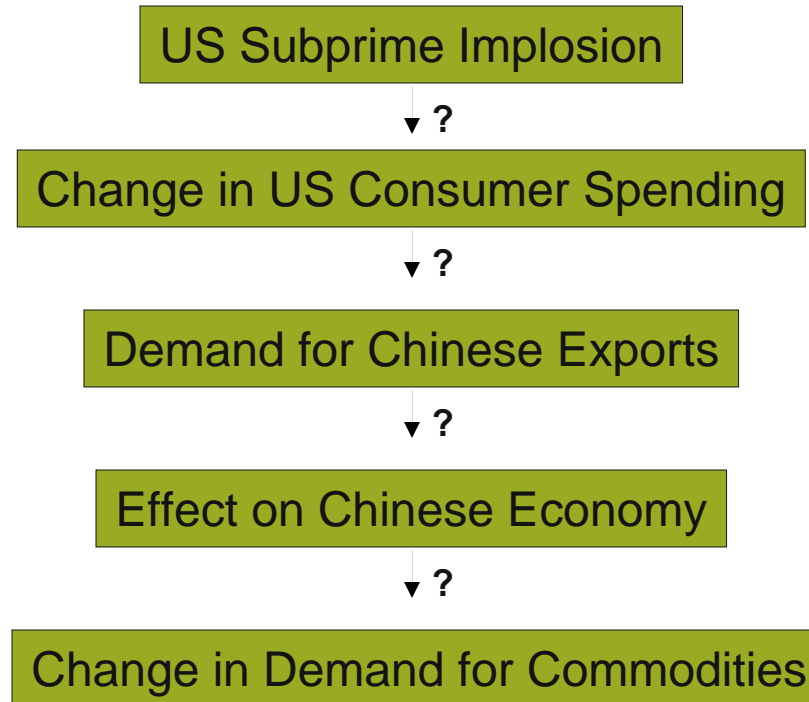 US Subprime Implosion
?
Change in US Consumer Spending
?
Demand for Chinese Exports
?
Effect on Chinese Economy
?
Change in Demand for Commodities